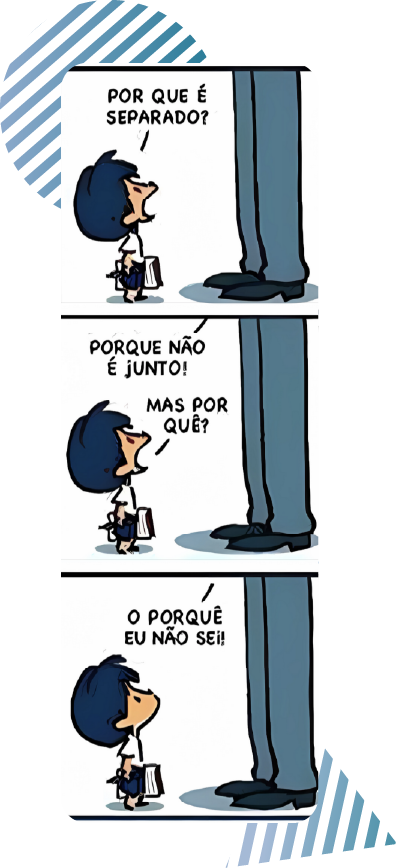 POR QUE É
SEPARADO?
PORQUE NÃO
É JUNTO!
MAS POR
QUÊ?
O PORQUÊ
EU NÃO SEI!